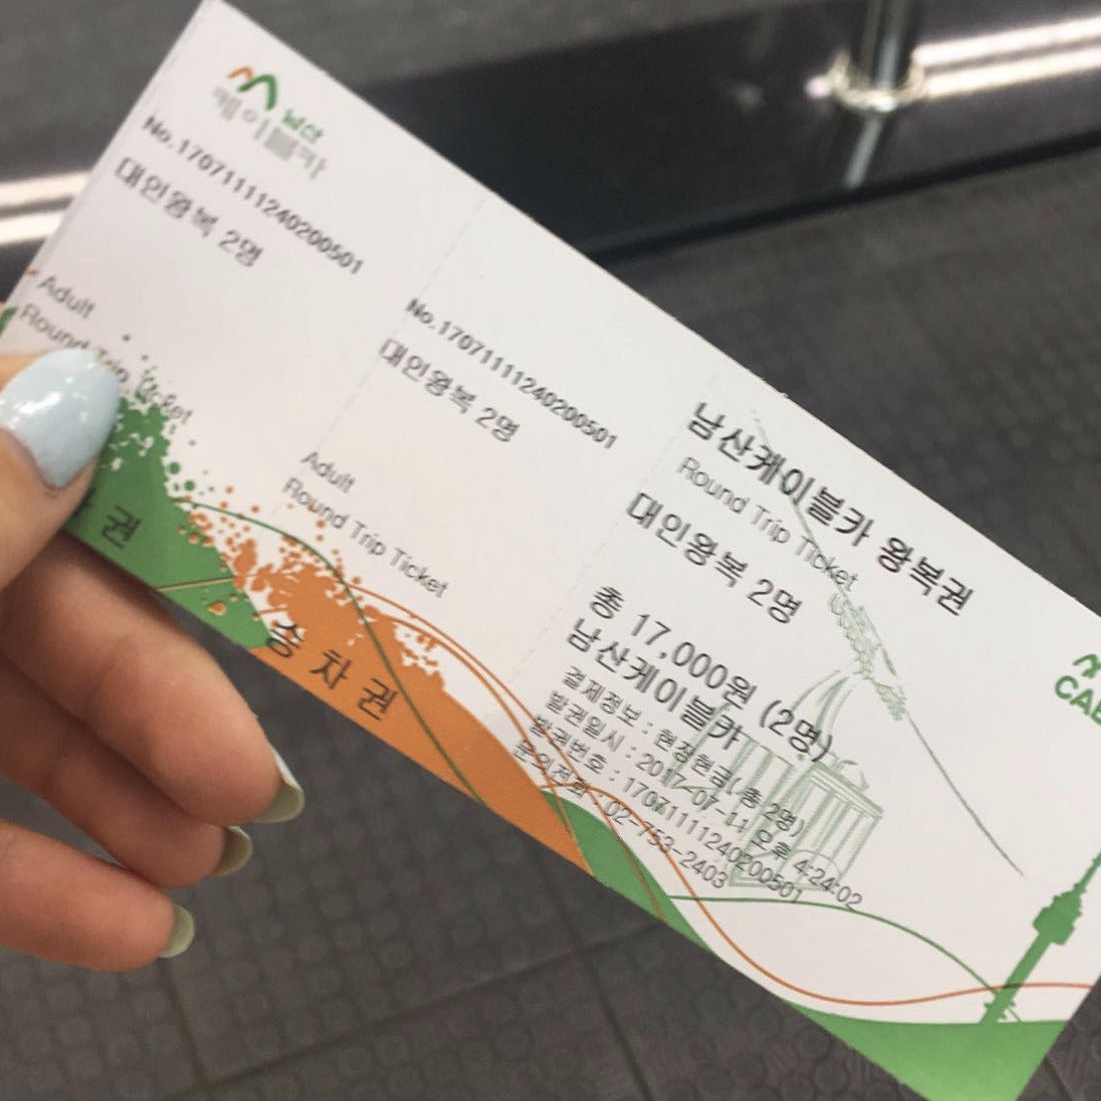 남산
케이블카
No.1707111124020050​1
대인왕복 2명
Adult
Round Trip Ticket
권
No.17071111240200501
대인왕복 2명
Adult
Round Trip Ticket
승차권
남산케이블카 왕복권
Round Trip Ticket
대인왕복 2명
총 17,000원 (2명)
남산케이블카
결제정보 : 현장현금(총 2명)
발권일시 : 2017-07-11 오후 4:24:02
발권번호 : 17071111240200501
문의전화 : 02-753-2403